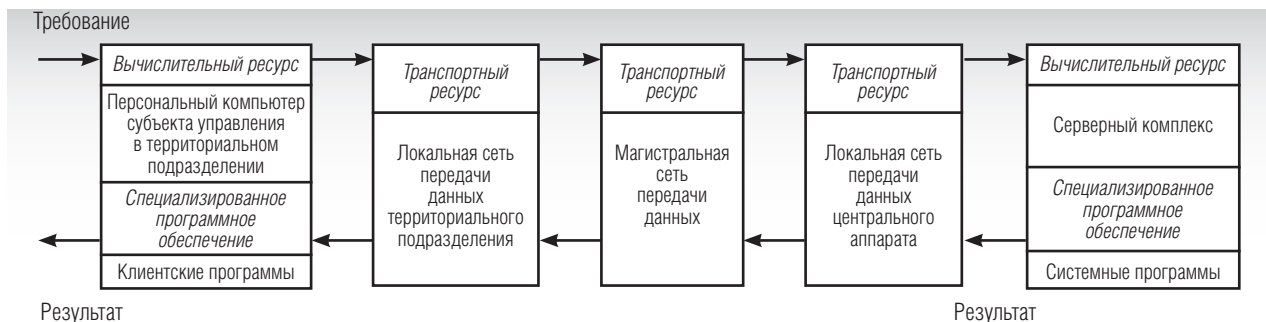 Требование
Вычислительный ресурс
Персональный компьютер
субъекта управления
в территориальном
подразделении
Специализированное
программное
обеспечение
Клиентские программы
Транспортный
ресурс
Локальная сеть
передачи
данных
территориального
подразделения
Транспортный
ресурс
Магистральная
сеть
передачи
данных
Транспортный
ресурс
Локальная сеть
передачи
данных
центрального
аппарата
Вычислительный ресурс
Серверный комплекс
Специализированное
программное
обеспечение
Системные программы
Результат
Результат